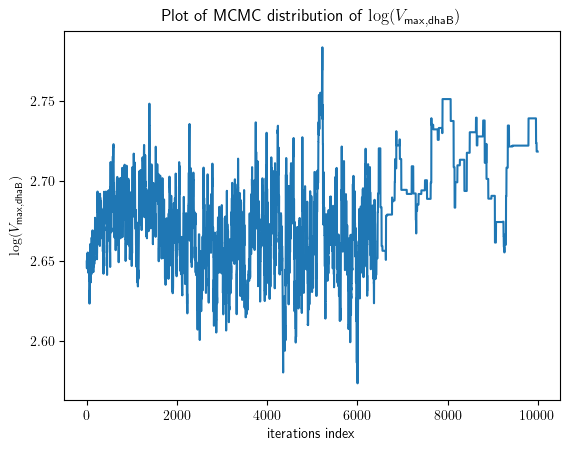 Plot of MCMC distribution of log(V_max,dhaB)
log(V_max,dhaB)
2.75
2.70
2.65
2.60
0 2000 4000 6000 8000 10000
iterations index